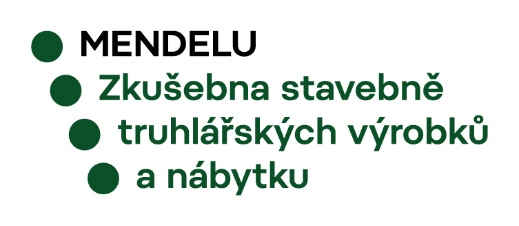 MENDELU
Zkušebna stavebně
truhlářských výrobků
a nábytku